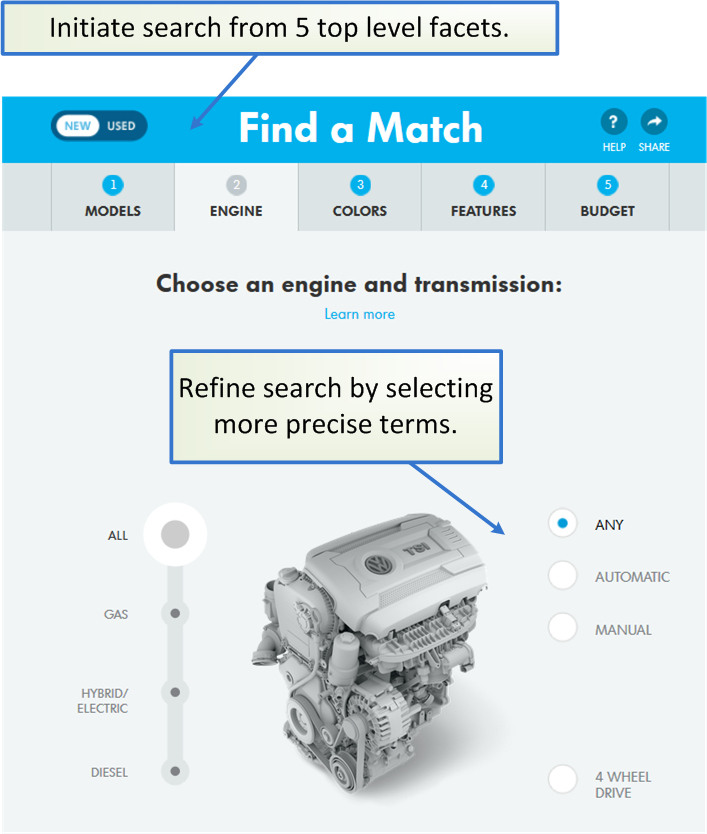 Initiate search from 5 top level facets.
NEW USED
Find a Match
?
HELP SHARE
1 2 3 4 5
MODELS ENGINE COLORS FEATURES BUDGET
Choose an engine and transmission:
Learn more
Refine search by selecting
more precise terms.
ALL
GAS
HYBRID/
ELECTRIC
DIESEL
TSI
ANY
AUTOMATIC
MANUAL
4 WHEEL
DRIVE